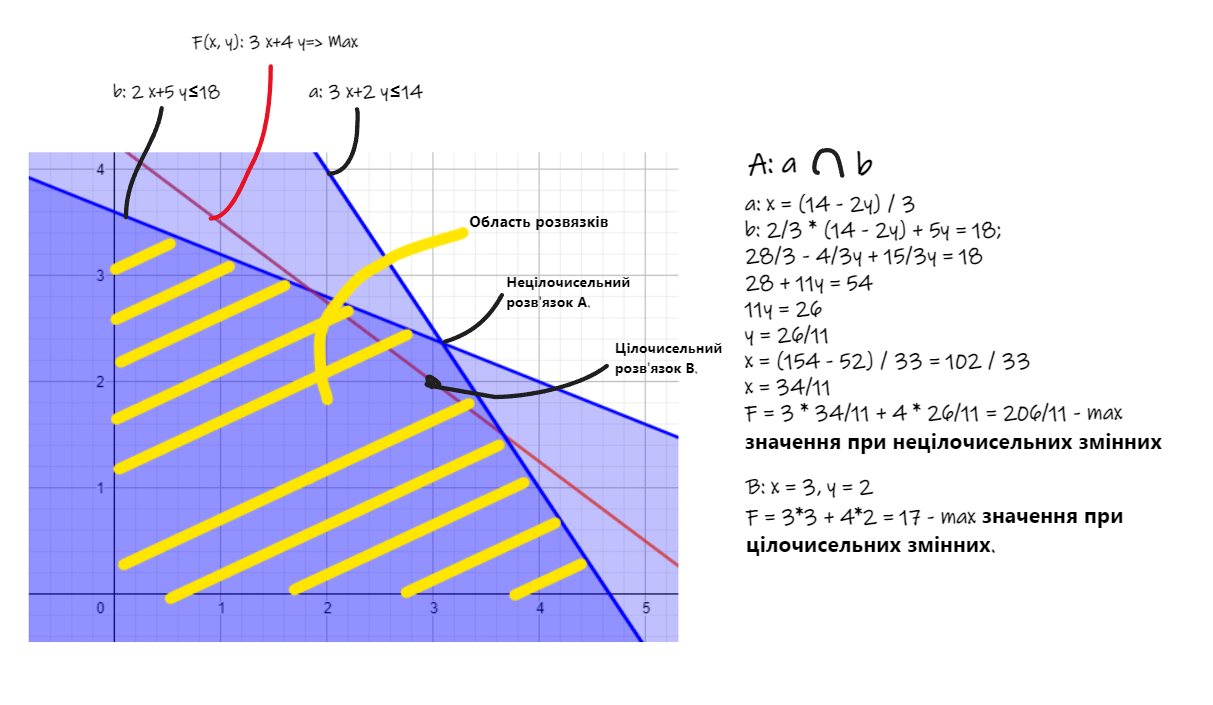 F(x, y): 3 x+4 y=> Max
b: 2 x+5 y≤18
a: 3 x+2 y≤14
4
3
2
1
0
1
2
3
4
5
Область розвязків
Нецілочисельний
розв'язок А.
Цілочисельний
розв'язок В.
A: a ∩ b
a: x = (14 - 2y) / 3
b: 2/3 * (14 - 2y) + 5y = 18;
28/3 - 4/3y + 15/3y = 18
28 + 11y = 54
11y = 26
y = 26/11
x = (154 - 52) / 33 = 102 / 33
x = 34/11
F = 3 * 34/11 + 4 * 26/11 = 206/11 - max
значення при нецілочисельних змінних
B: x = 3, y = 2
F = 3*3 + 4*2 = 17 - max значення при
цілочисельних змінних.